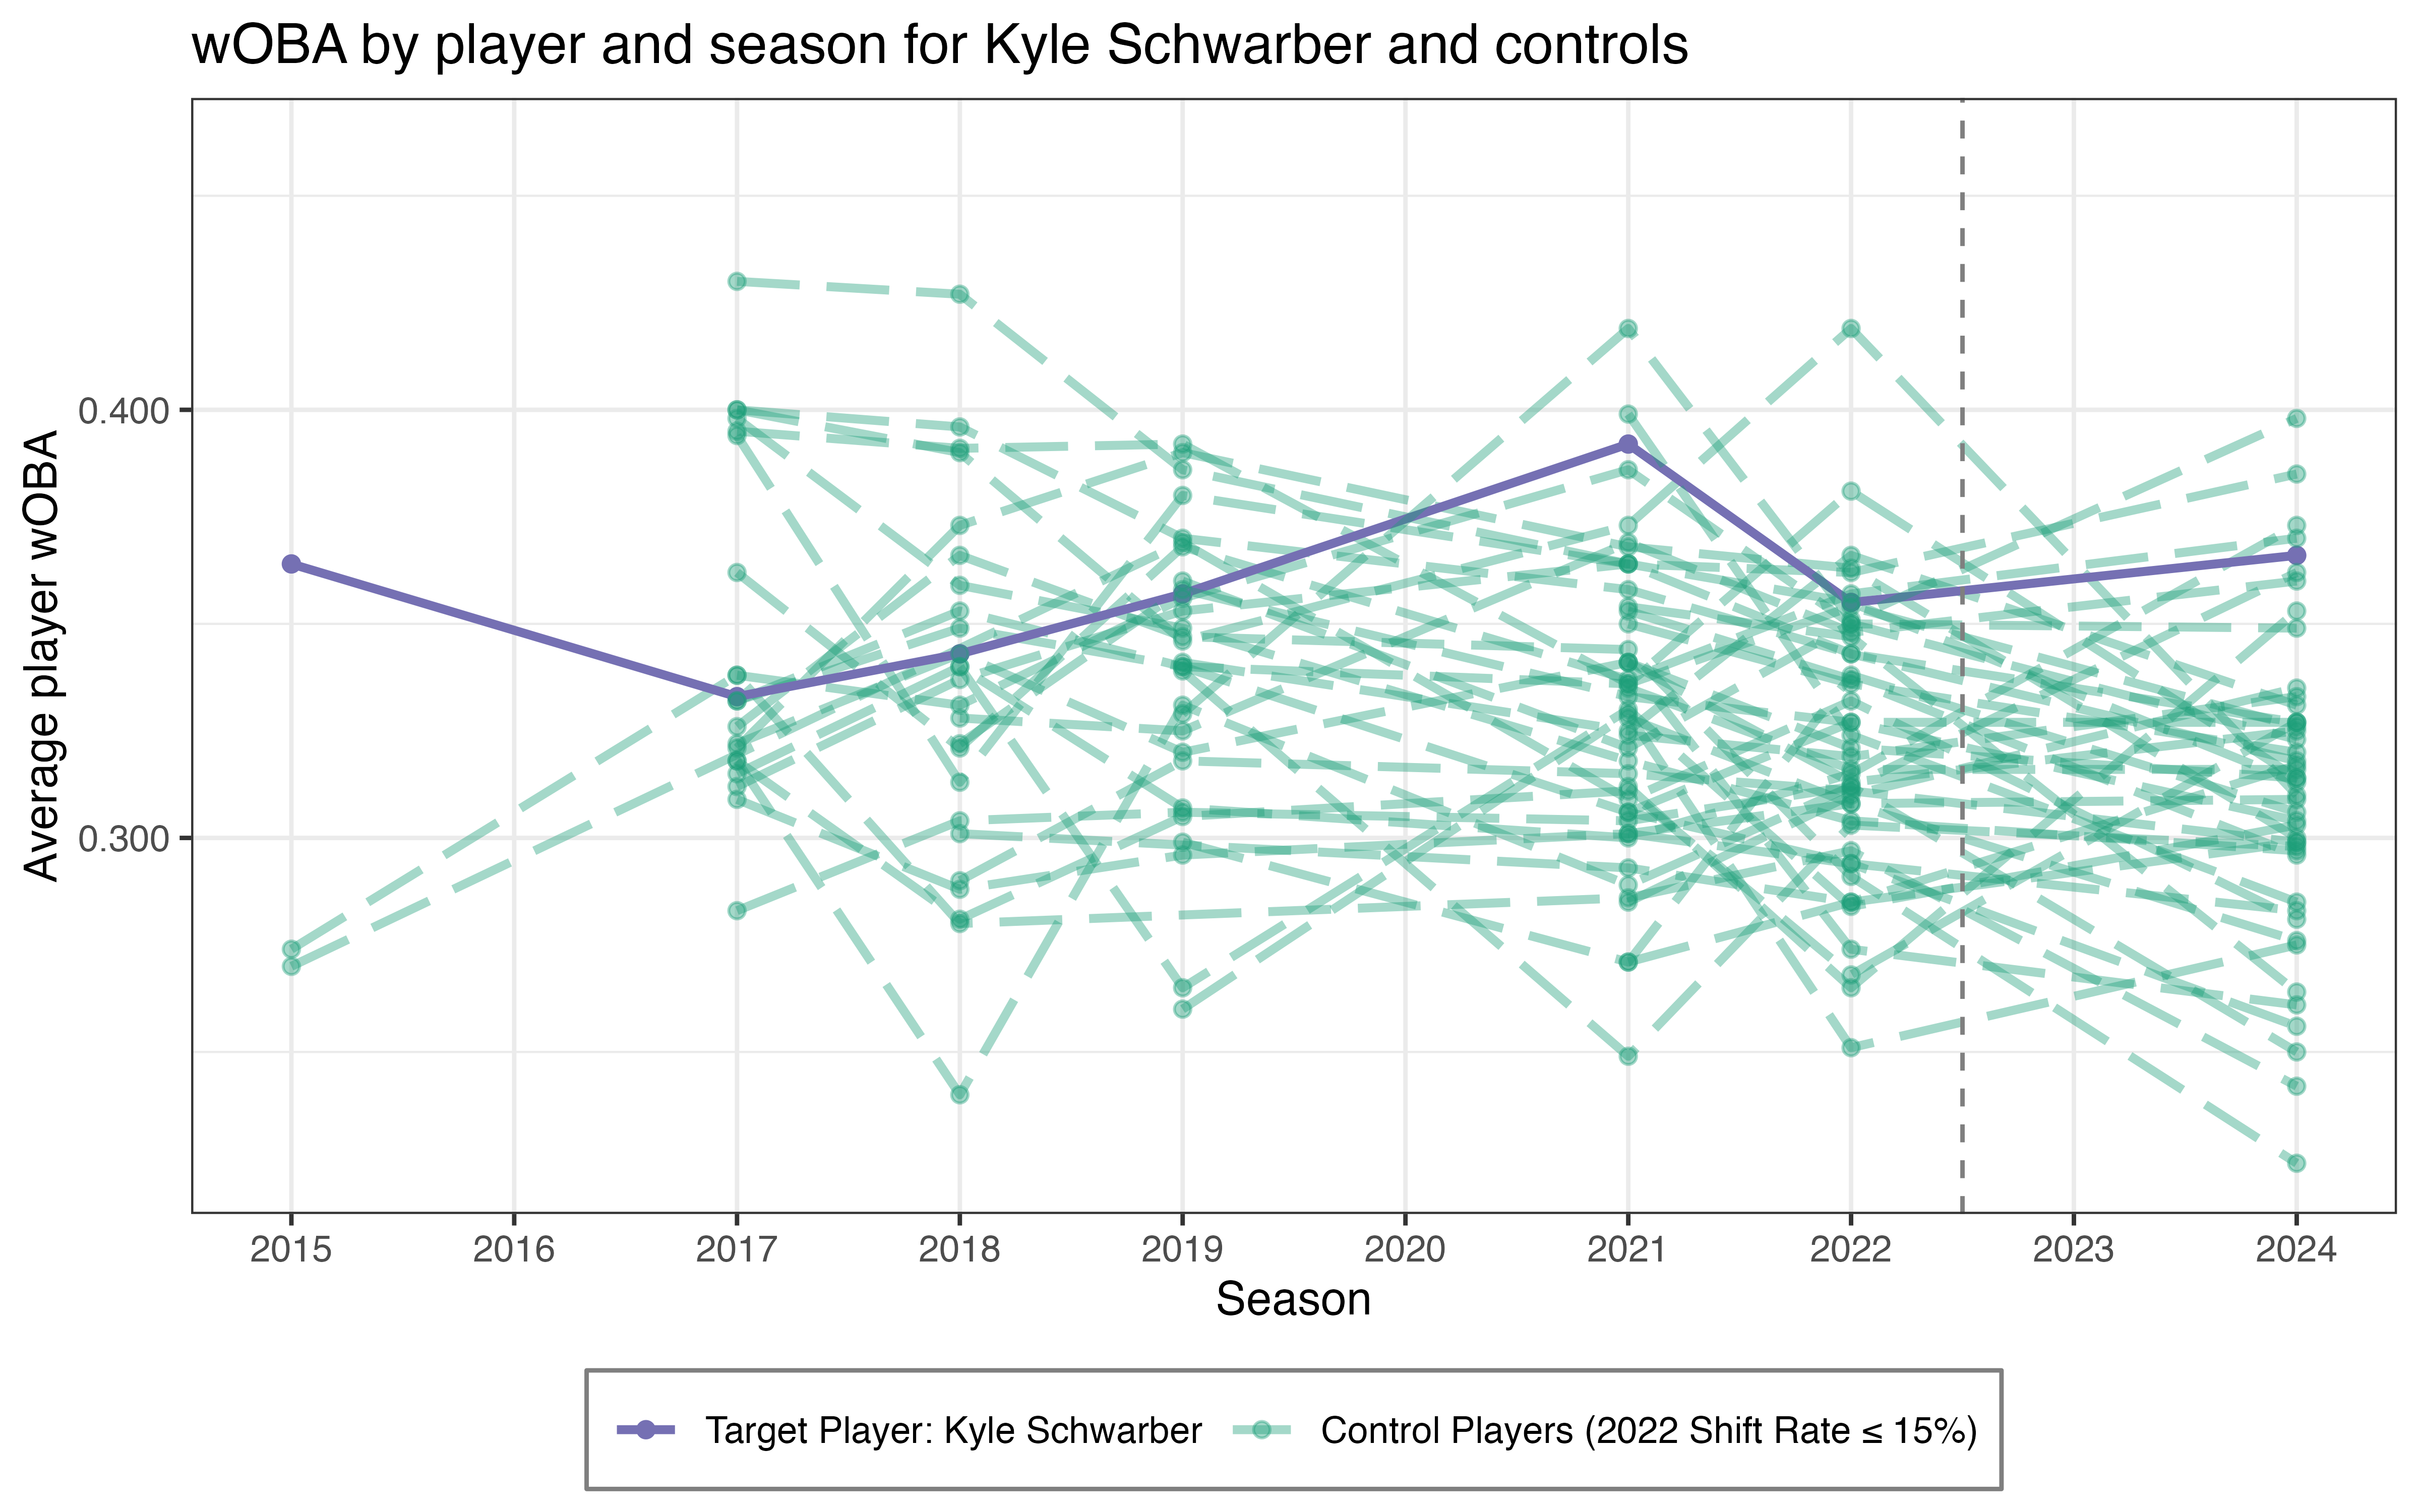 wOBA by player and season for Kyle Schwarber and controls
Average player wOBA
0.400
0.300
2015 2016 2017 2018 2019 2020 2021 2022 2023 2024
Season
Target Player: Kyle Schwarber Control Players (2022 Shift Rate ≤ 15%)